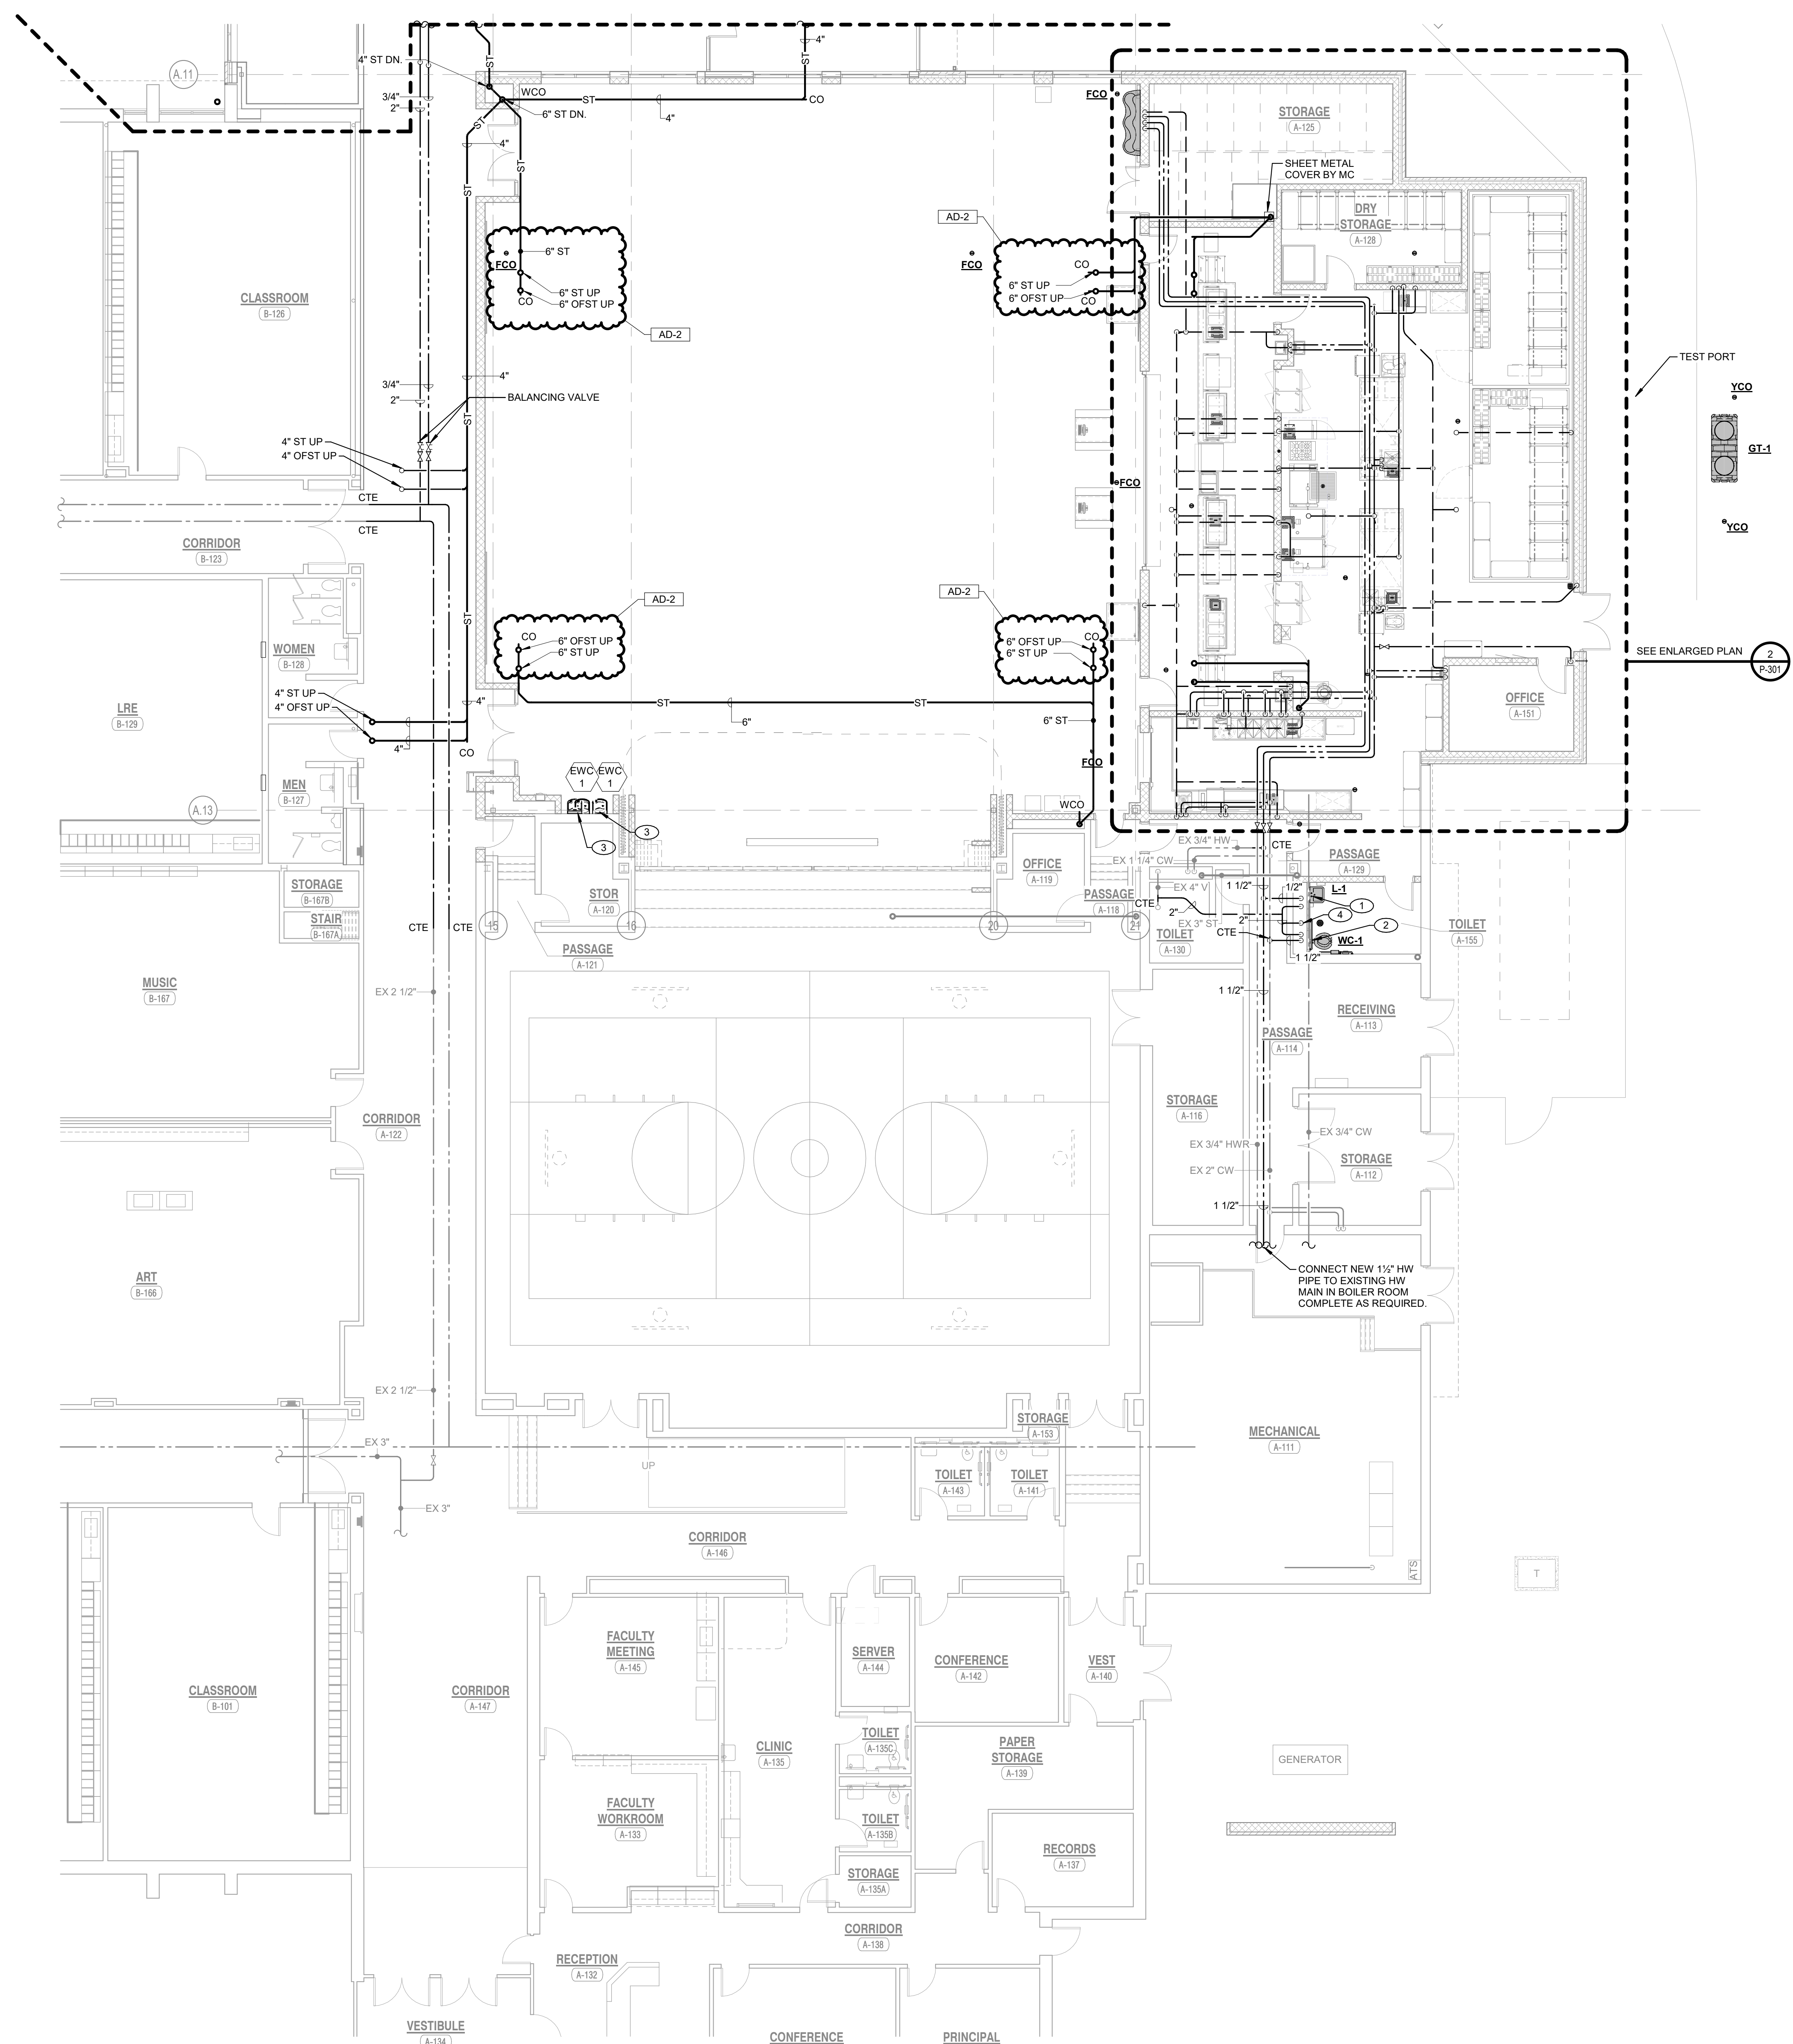 A.11
4" ST DN.
ST
3/4"
2"
WCO
ST
4"
CO
6" ST DN.
ST
4"
ST
4"
ST
ST
FCO
STORAGE
A-125
SHEET METAL
COVER BY MC
DRY
STORAGE
A-128
AD-2
6" ST
FCO
6" ST UP
6" OFST UP
CO
AD-2
FCO
CO
6" ST UP
6" OFST UP
CO
CLASSROOM
B-126
TEST PORT
3/4"
2"
4"
BALANCING VALVE
ST
YCO
GT-1
YCO
4" ST UP
4" OFST UP
FCO
CTE
CTE
CORRIDOR
B-123
AD-2
AD-2
ST
CO
6" OFST UP
6" ST UP
6" OFST UP
CO
6" ST UP
WOMEN
B-128
SEE ENLARGED PLAN
2
P-301
4" ST UP
4" OFST UP
4"
4"
CO
ST
6"
ST
6" ST
OFFICE
A-151
LRE
B-129
FCO
MEN
B-127
EWC
1
EWC
1
A.13
WCO
3
3
EX 3/4" HW
CTE
EX 1 1/4" CW
PASSAGE
A-129
OFFICE
A-119
STORAGE
B-167B
STOR
A-120
PASSAGE
A-118
EX 4" V
1 1/2"
1/2"
L-1
1
CTE
2"
EX 3" ST
2"
4
STAIR
B-167A
CTE
CTE
15
16
20
21
TOILET
A-130
CTE
2
WC-1
TOILET
A-155
1 1/2"
PASSAGE
A-121
MUSIC
B-167
EX 2 1/2"
1 1/2"
RECEIVING
A-113
PASSAGE
A-114
STORAGE
A-116
CORRIDOR
A-122
EX 3/4" CW
EX 3/4" HWR
STORAGE
A-112
EX 2" CW
1 1/2"
ART
B-166
CONNECT NEW 1½" HW
PIPE TO EXISTING HW
MAIN IN BOILER ROOM
COMPLETE AS REQUIRED.
EX 2 1/2"
STORAGE
A-153
MECHANICAL
A-111
EX 3"
UP
TOILET
A-143
TOILET
A-141
EX 3"
CORRIDOR
A-146
ATS
T
FACULTY
MEETING
A-145
SERVER
A-144
CONFERENCE
A-142
VEST
A-140
CLASSROOM
B-101
CORRIDOR
A-147
CLINIC
A-135
TOILET
A-135C
PAPER
STORAGE
A-139
GENERATOR
FACULTY
WORKROOM
A-133
TOILET
A-135B
RECORDS
A-137
STORAGE
A-135A
CORRIDOR
A-138
RECEPTION
A-132
VESTIBULE
A-134
CONFERENCE
PRINCIPAL